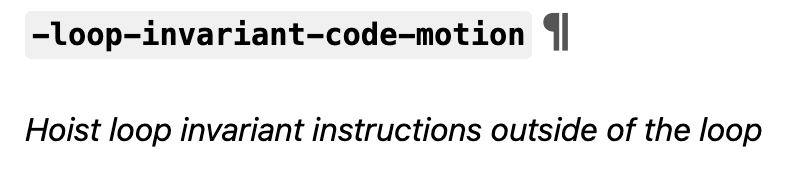 -loop-invariant-code-motion ¶
Hoist loop invariant instructions outside of the loop